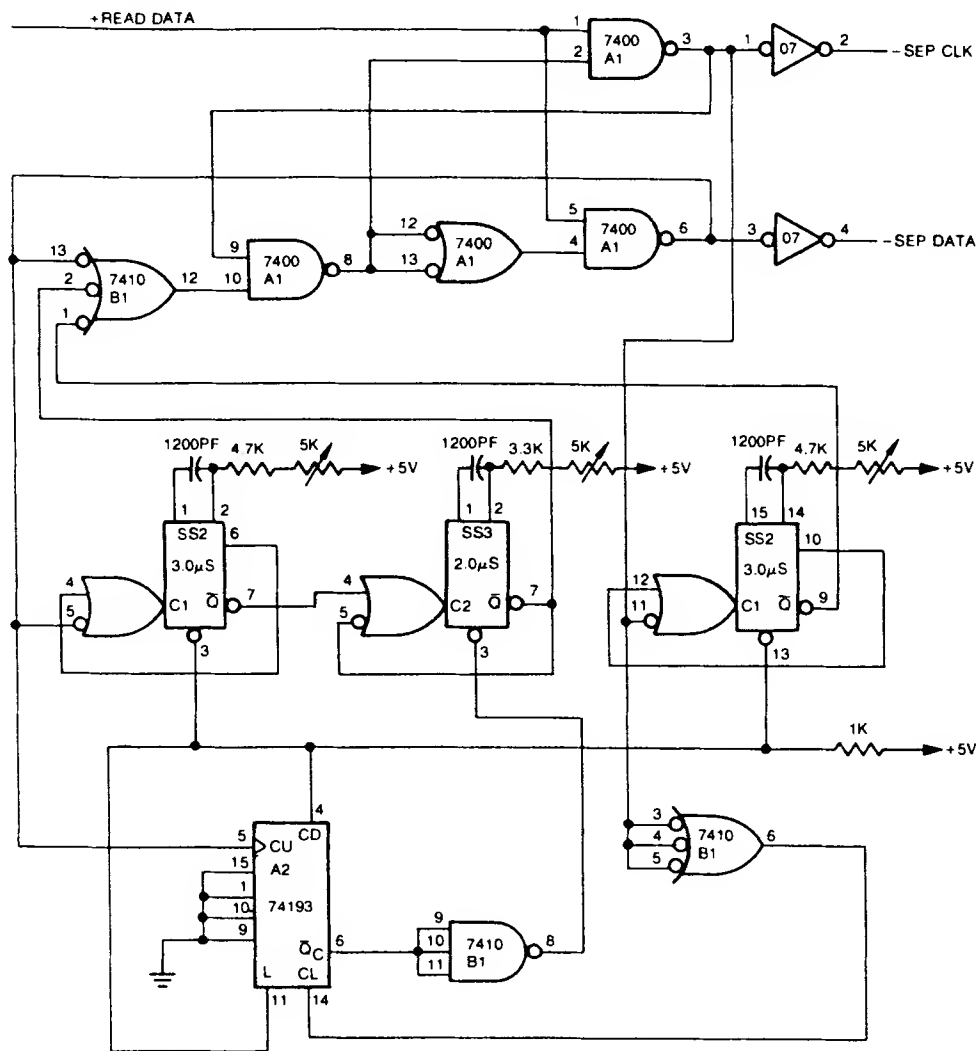 +READ DATA
1
2
7400
A1
3
1
07
2
–SEP CLK
5
4
7400
A1
6
3
07
4
–SEP DATA
13
2
1
7410
B1
12
9
10
7400
A1
8
12
13
7400
A1
1200PF
4.7K
5K
+5V
1200PF
3.3K
5K
+5V
1200PF
4.7K
5K
+5V
1
2
SS2
6
3.0µS
4
5
C1
Q̅
7
3
1
2
SS3
2.0µS
4
5
C2
Q̅
7
3
15
14
SS2
10
3.0µS
12
11
C1
Q̅
9
13
1K
+5V
4
CD
5
CU
15
A2
1
74193
10
9
Q̅C
6
L
CL
11
14
9
10
11
7410
B1
8
3
4
5
7410
B1
6